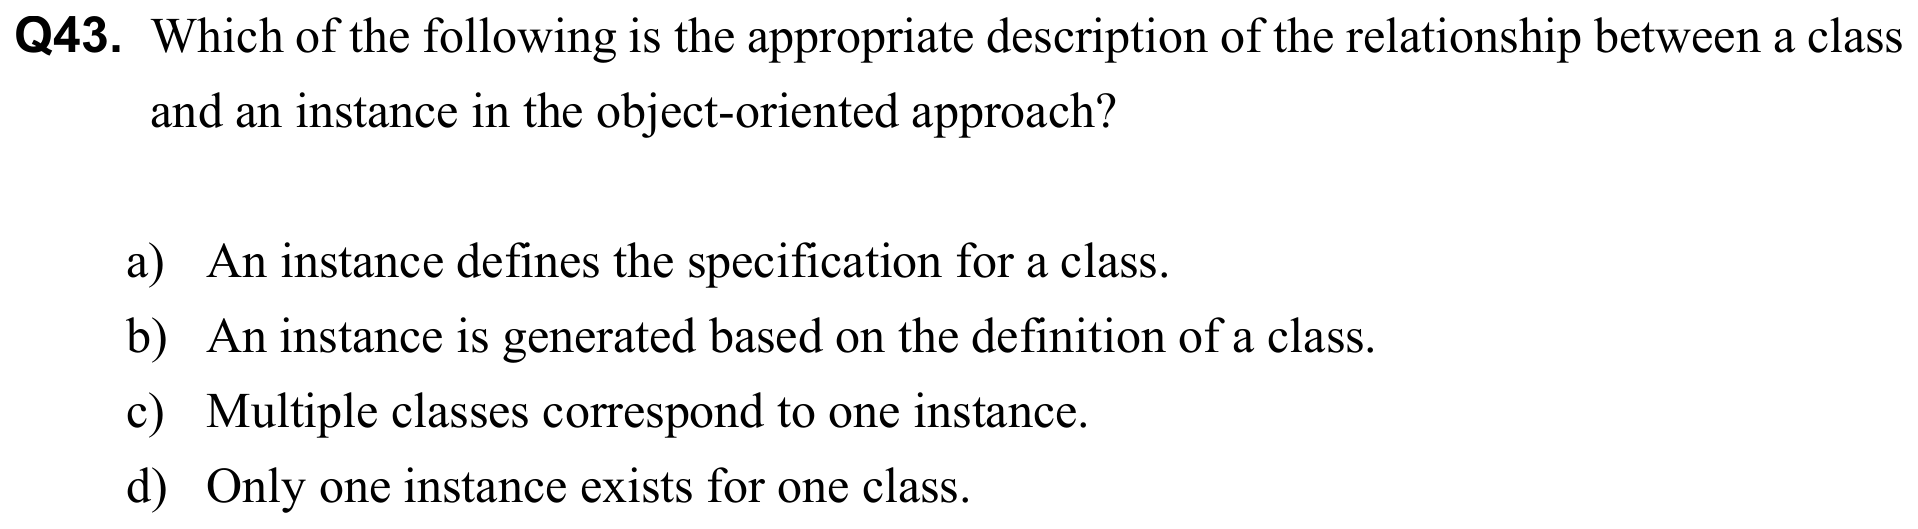 Q43. Which of the following is the appropriate description of the relationship between a class
and an instance in the object-oriented approach?
a) An instance defines the specification for a class.
b) An instance is generated based on the definition of a class.
c) Multiple classes correspond to one instance.
d) Only one instance exists for one class.